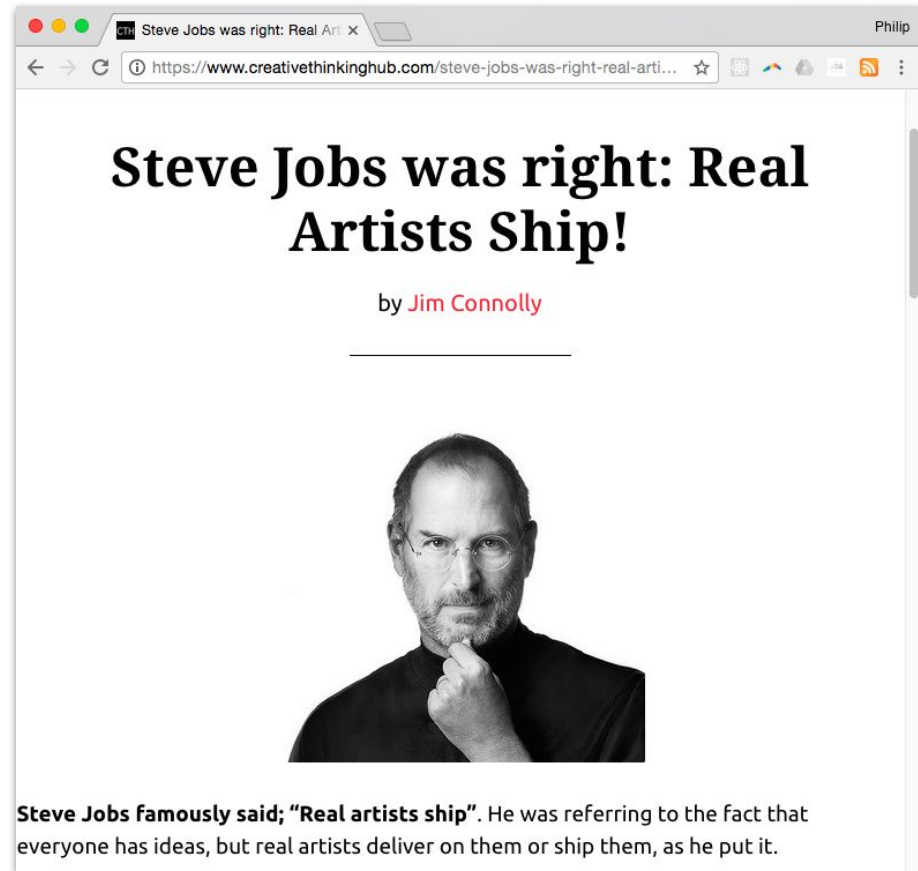 CTH Steve Jobs was right: Real Art
Philip
https://www.creativethinkinghub.com/steve-jobs-was-right-real-arti...
Steve Jobs was right: Real
Artists Ship!
by Jim Connolly
Steve Jobs famously said; “Real artists ship”. He was referring to the fact that
everyone has ideas, but real artists deliver on them or ship them, as he put it.